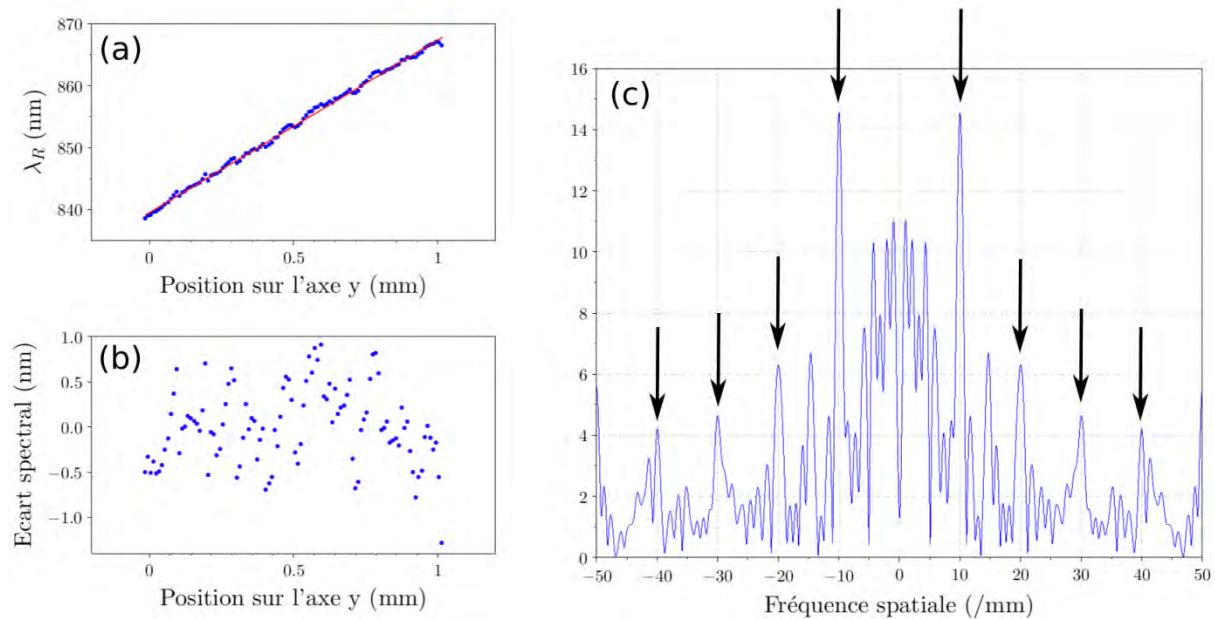 (a)
870
860
850
840
λ_R (nm)
0
0.5
1
Position sur l'axe y (mm)
(b)
1.0
0.5
0.0
−0.5
−1.0
Ecart spectral (nm)
0
0.5
1
Position sur l'axe y (mm)
(c)
16
14
12
10
8
6
4
2
0
−50 −40 −30 −20 −10 0 10 20 30 40 50
Fréquence spatiale (/mm)